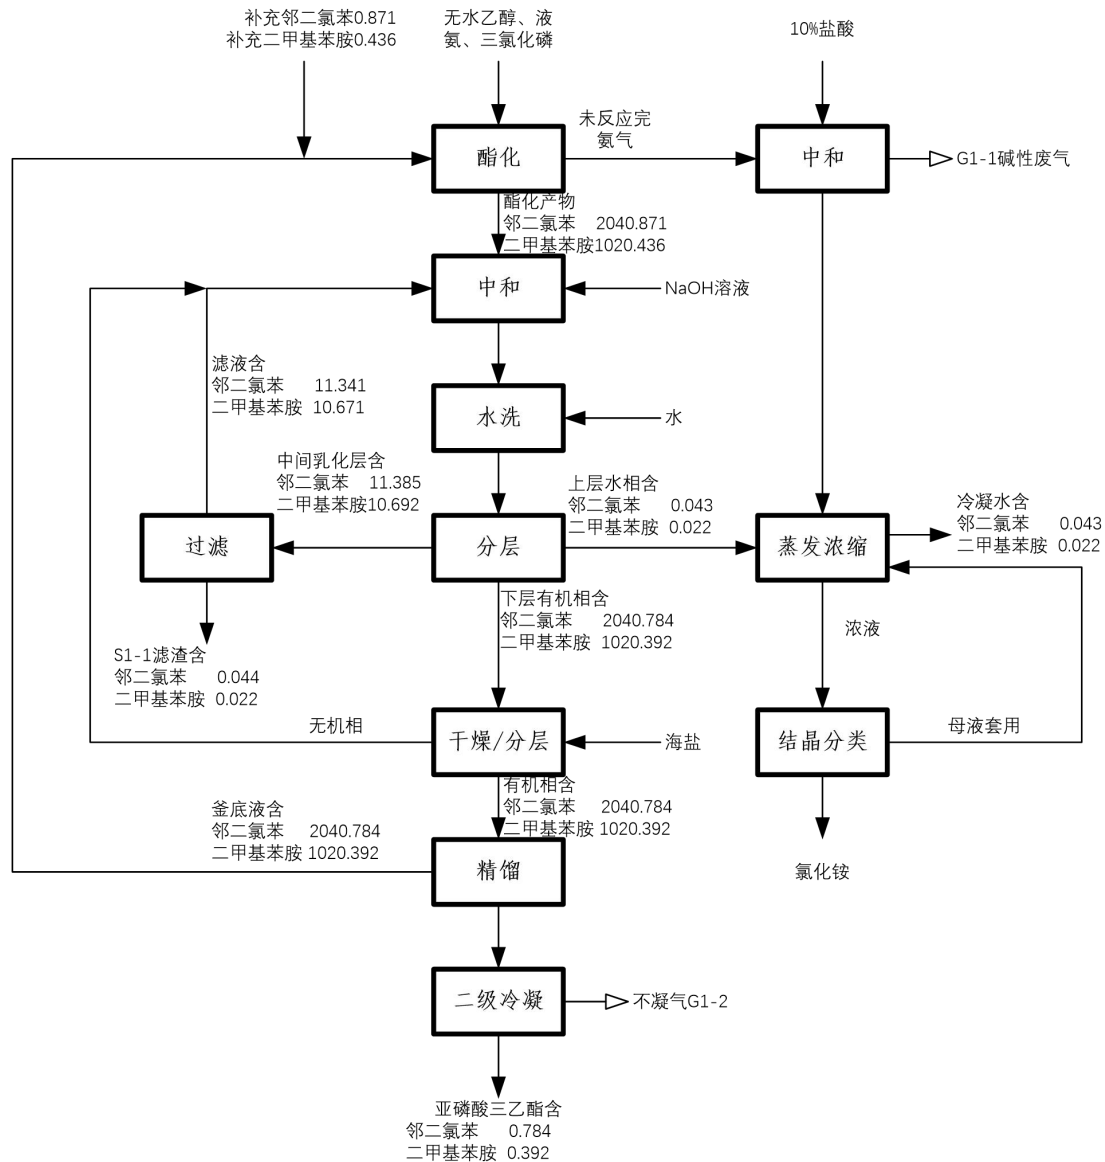 补充邻二氯苯0.871
补充二甲基苯胺0.436
无水乙醇、液
氨、三氯化磷
10%盐酸
酯化
未反应完
氨气
中和
G1-1碱性废气
酯化产物
邻二氯苯 2040.871
二甲基苯胺1020.436
中和
NaOH溶液
滤液含
邻二氯苯 11.341
二甲基苯胺 10.671
水洗
水
中间乳化层含
邻二氯苯 11.385
二甲基苯胺10.692
上层水相含
邻二氯苯 0.043
二甲基苯胺 0.022
冷凝水含
邻二氯苯 0.043
二甲基苯胺 0.022
过滤
分层
蒸发浓缩
下层有机相含
邻二氯苯 2040.784
二甲基苯胺 1020.392
浓液
S1-1滤渣含
邻二氯苯 0.044
二甲基苯胺 0.022
无机相
干燥/分层
海盐
结晶分类
母液套用
有机相含
邻二氯苯 2040.784
二甲基苯胺 1020.392
釜底液含
邻二氯苯 2040.784
二甲基苯胺 1020.392
精馏
氯化铵
二级冷凝
不凝气G1-2
亚磷酸三乙酯含
邻二氯苯 0.784
二甲基苯胺 0.392